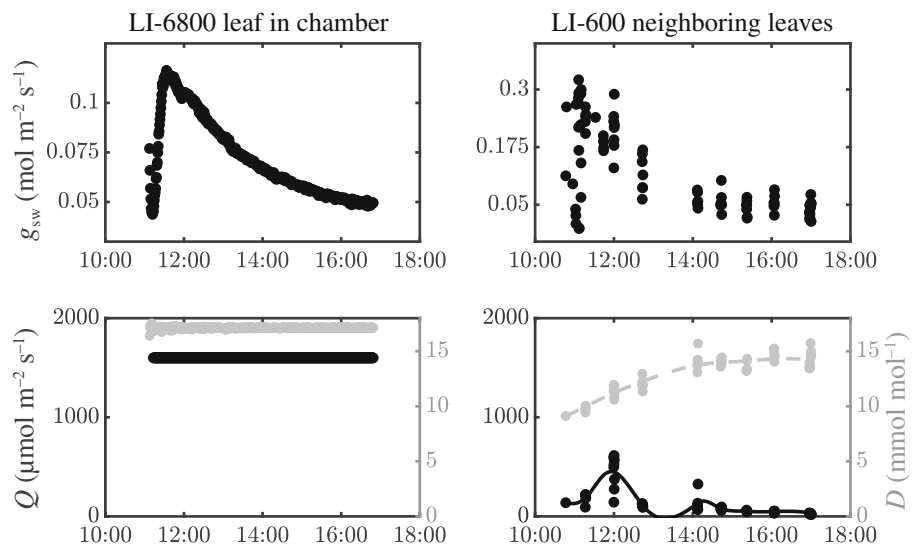 LI-6800 leaf in chamber
LI-600 neighboring leaves
g_sw (mol m⁻² s⁻¹)
0.1
0.075
0.05
10:00 12:00 14:00 16:00 18:00
0.3
0.175
0.05
10:00 12:00 14:00 16:00 18:00
Q (µmol m⁻² s⁻¹)
2000
1000
0
15
10
5
0
10:00 12:00 14:00 16:00 18:00
2000
1000
0
15
10
5
0
D (mmol mol⁻¹)
10:00 12:00 14:00 16:00 18:00